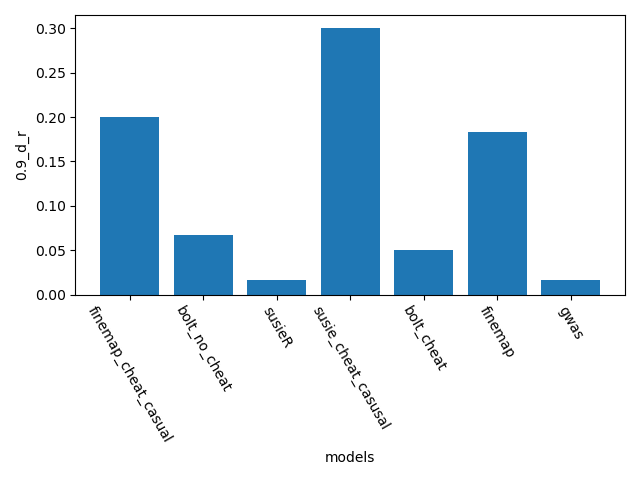 0.30
0.25
0.20
0.15
0.10
0.05
0.00
0.9_d_r
finemap_cheat_casual
bolt_no_cheat
susieR
susie_cheat_casusal
bolt_cheat
finemap
gwas
models